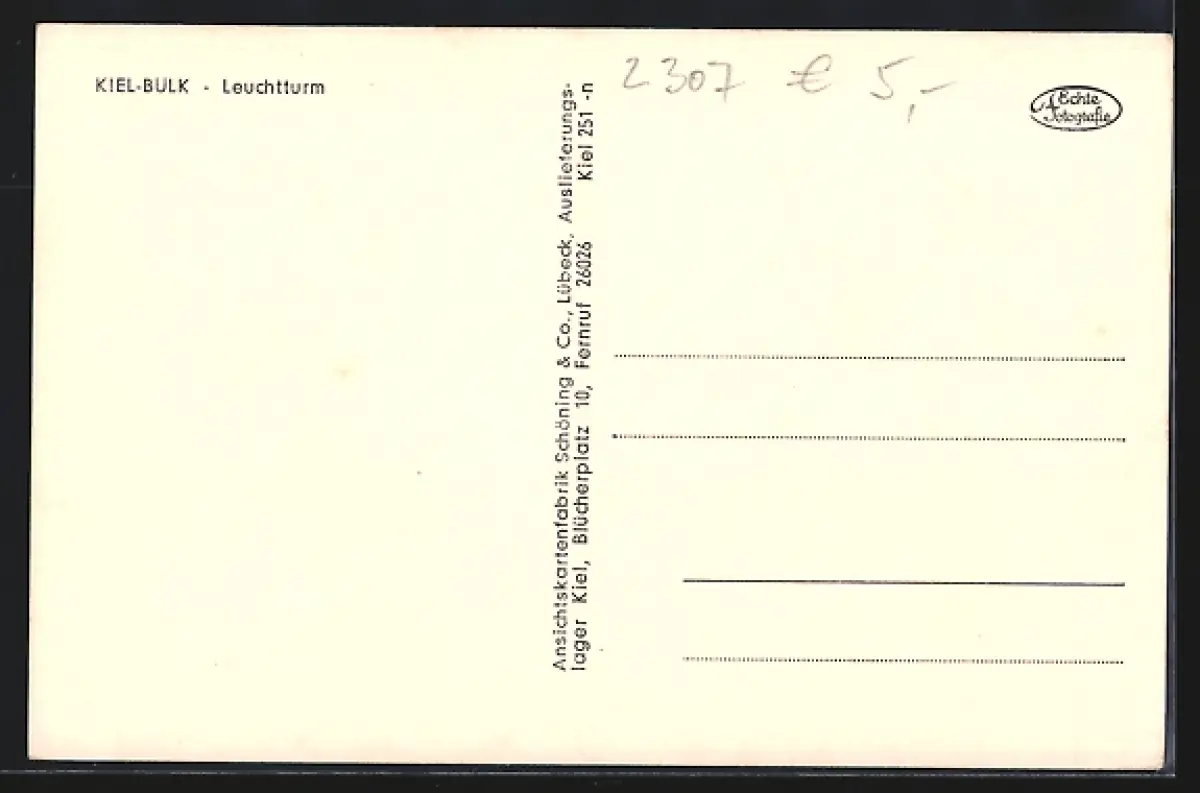 KIEL-BÜLK - Leuchtturm
2307 € 5,-
Echte
Fotografie
Ansichtskartenfabrik Schöning & Co., Lübeck, Auslieferungs-
lager Kiel, Blücherplatz 10, Fernruf 26026 Kiel 251 -n